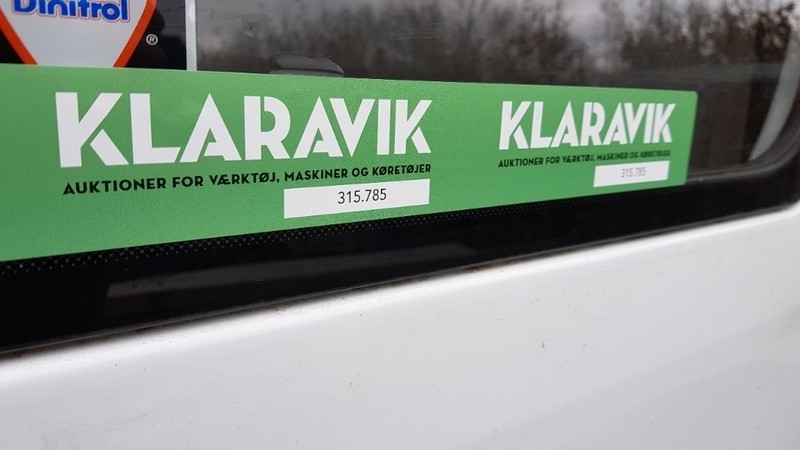 Dinitrol
®
KLARAVIK
AUKTIONER FOR VÆRKTØJ, MASKINER OG KØRETØJER
315.785
KLARAVIK
AUKTIONER FOR VÆRKTØJ, MASKINER OG KØRETØJER
315.785